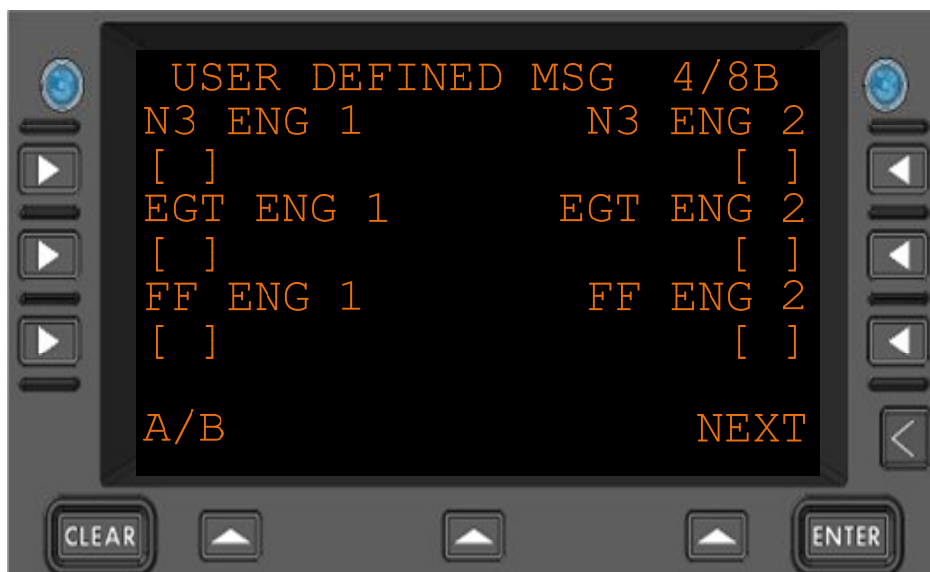 USER DEFINED MSG 4/8B
N3 ENG 1 N3 ENG 2
[ ] [ ]
EGT ENG 1 EGT ENG 2
[ ] [ ]
FF ENG 1 FF ENG 2
[ ] [ ]
A/B NEXT
CLEAR ENTER